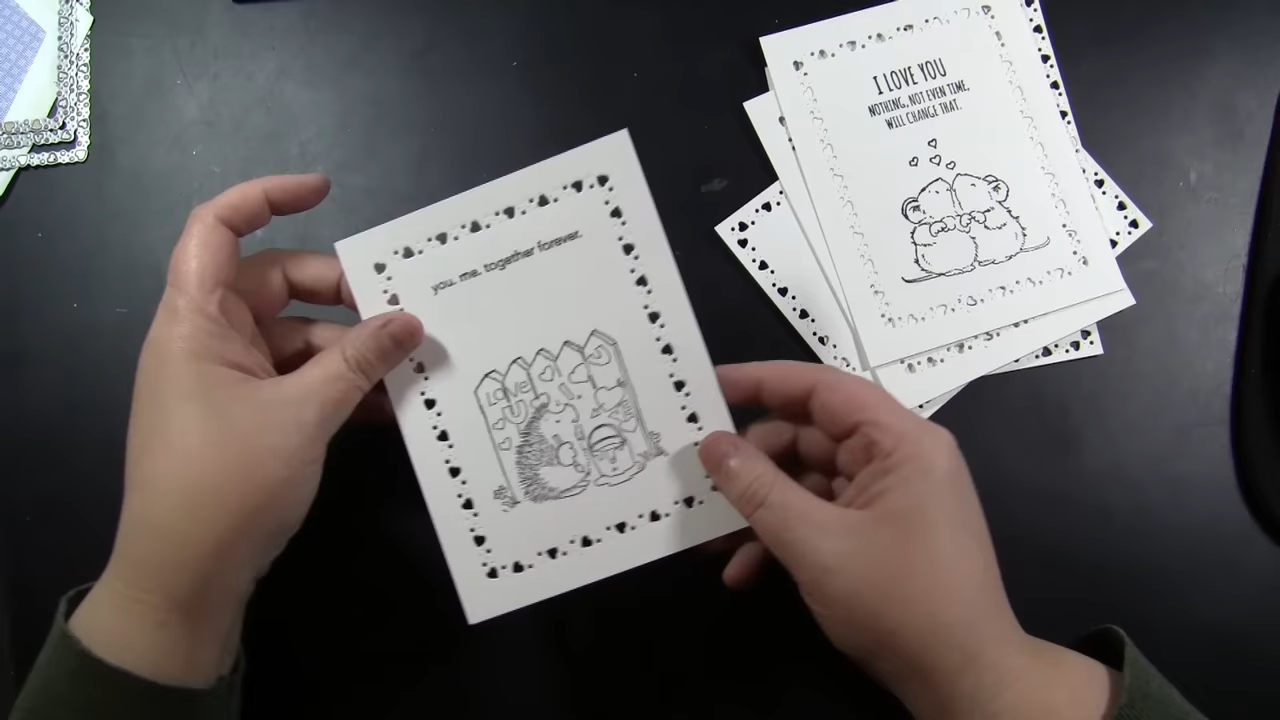 you. me. together forever.
LOVE
U
I LOVE YOU
NOTHING, NOT EVEN TIME,
WILL CHANGE THAT.